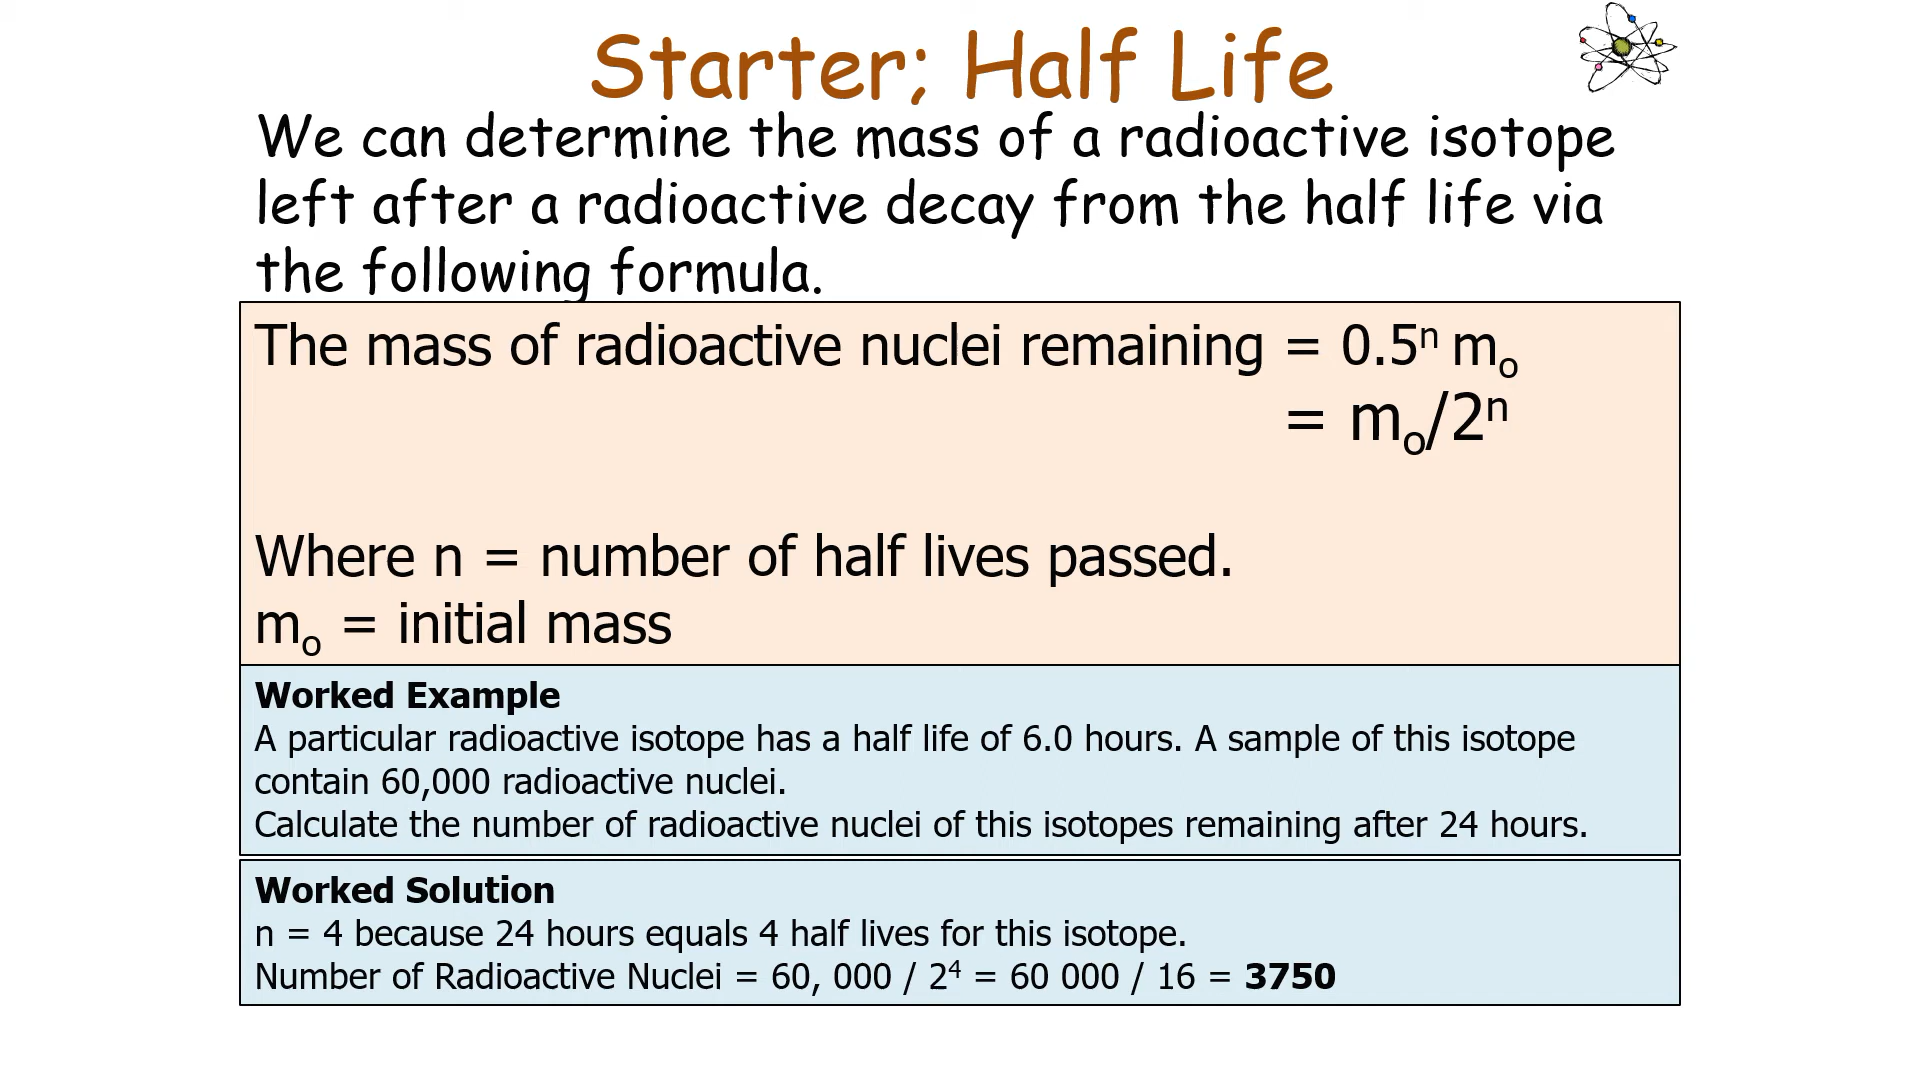 Starter; Half Life
We can determine the mass of a radioactive isotope
left after a radioactive decay from the half life via
the following formula.
The mass of radioactive nuclei remaining = 0.5ⁿ mₒ
= mₒ/2ⁿ
Where n = number of half lives passed.
mₒ = initial mass
Worked Example
A particular radioactive isotope has a half life of 6.0 hours. A sample of this isotope
contain 60,000 radioactive nuclei.
Calculate the number of radioactive nuclei of this isotopes remaining after 24 hours.
Worked Solution
n = 4 because 24 hours equals 4 half lives for this isotope.
Number of Radioactive Nuclei = 60, 000 / 2⁴ = 60 000 / 16 = 3750